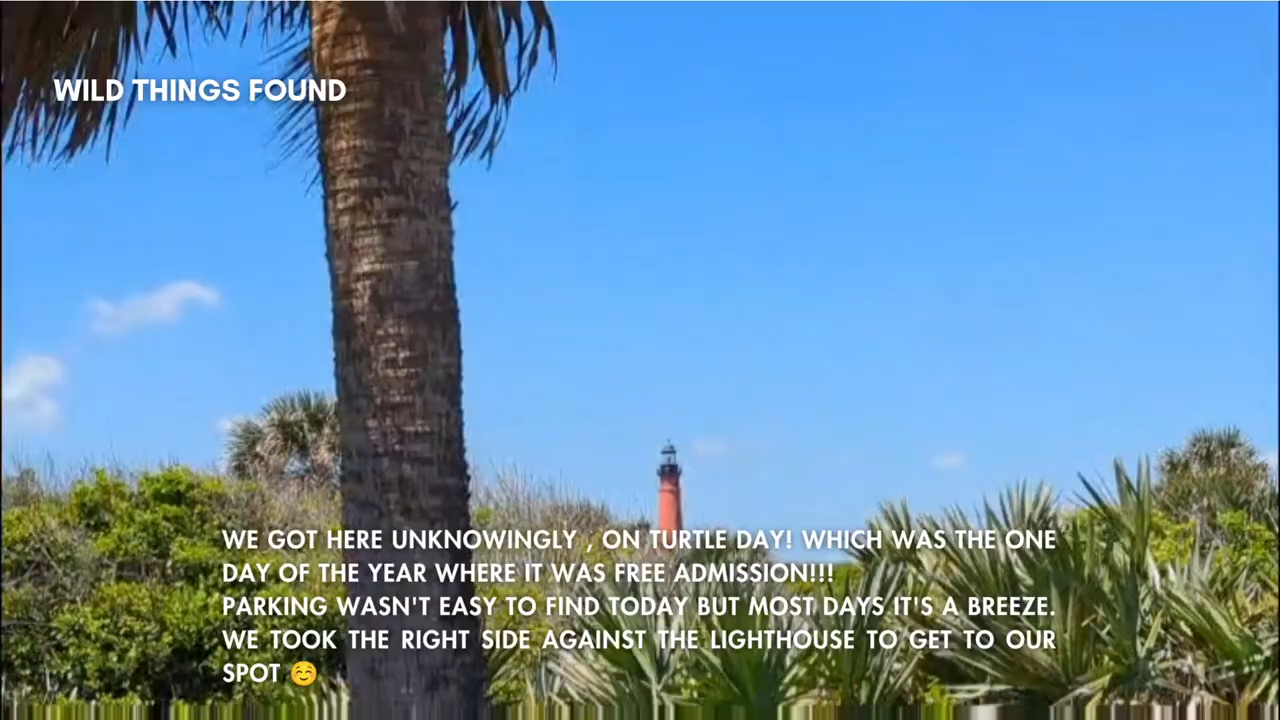 WILD THINGS FOUND
WE GOT HERE UNKNOWINGLY , ON TURTLE DAY! WHICH WAS THE ONE
DAY OF THE YEAR WHERE IT WAS FREE ADMISSION!!!
PARKING WASN'T EASY TO FIND TODAY BUT MOST DAYS IT'S A BREEZE.
WE TOOK THE RIGHT SIDE AGAINST THE LIGHTHOUSE TO GET TO OUR
SPOT ☺️